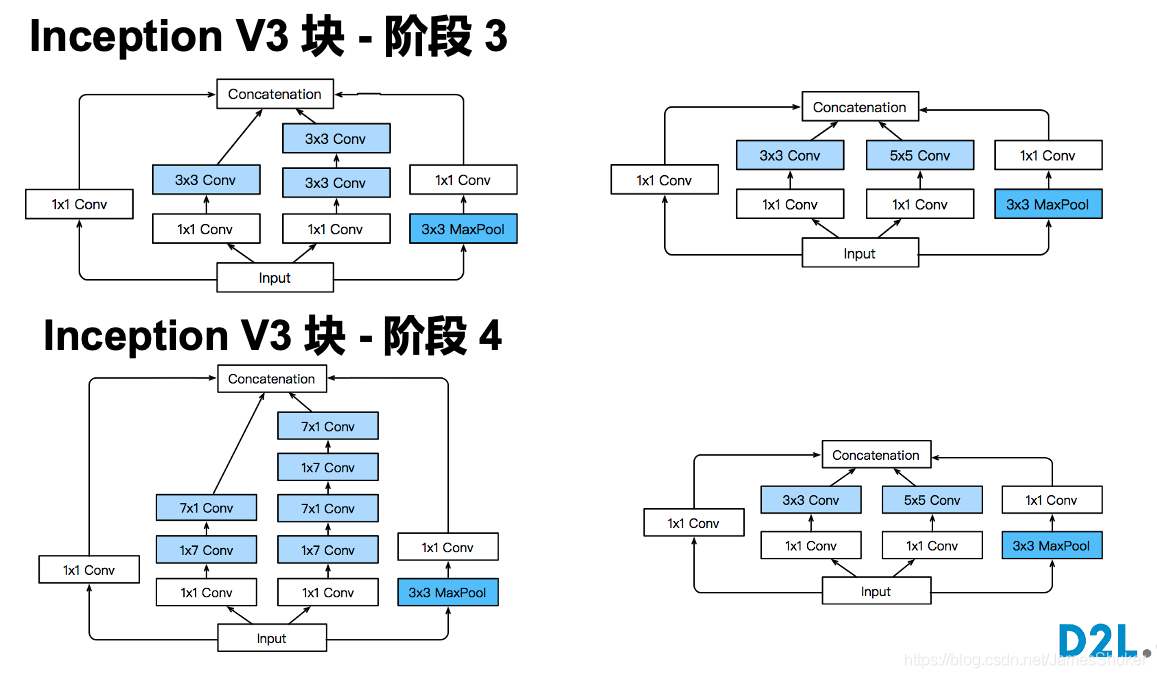 Inception V3 块 - 阶段 3
Concatenation
3x3 Conv
3x3 Conv
3x3 Conv
1x1 Conv
1x1 Conv
1x1 Conv
1x1 Conv
3x3 MaxPool
Input
Concatenation
3x3 Conv
5x5 Conv
1x1 Conv
1x1 Conv
1x1 Conv
1x1 Conv
3x3 MaxPool
Input
Inception V3 块 - 阶段 4
Concatenation
7x1 Conv
1x7 Conv
7x1 Conv
7x1 Conv
1x7 Conv
1x7 Conv
1x1 Conv
1x1 Conv
1x1 Conv
1x1 Conv
3x3 MaxPool
Input
Concatenation
3x3 Conv
5x5 Conv
1x1 Conv
1x1 Conv
1x1 Conv
1x1 Conv
3x3 MaxPool
Input
D2L.
https://blog.csdn.net/JamesShuker